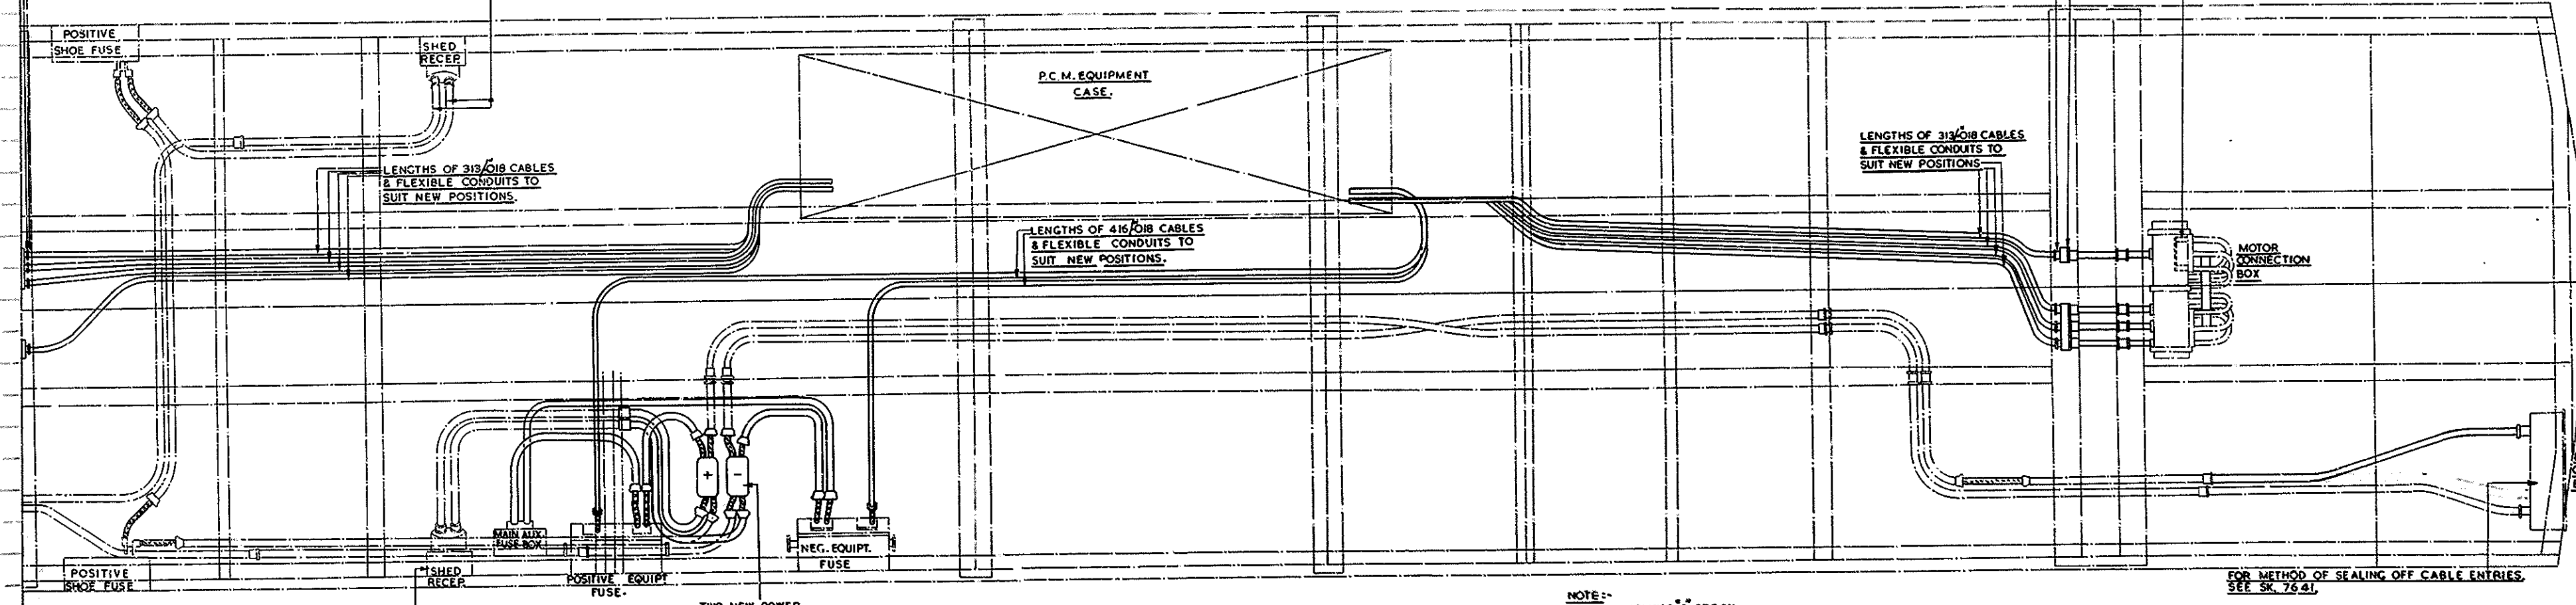 POSITIVE
SHOE FUSE
SHED
RECEP.
P.C.M. EQUIPMENT
CASE.
LENGTHS OF 313/·018 CABLES
& FLEXIBLE CONDUITS TO
SUIT NEW POSITIONS.
LENGTHS OF 416/·018 CABLES
& FLEXIBLE CONDUITS TO
SUIT NEW POSITIONS.
LENGTHS OF 313/·018 CABLES
& FLEXIBLE CONDUITS TO
SUIT NEW POSITIONS
MOTOR
CONNECTION
BOX
+ -
MAIN AUX.
FUSE BOX
NEG. EQUIPT.
FUSE
POSITIVE
SHOE FUSE
SHED
RECEP.
POSITIVE EQUIPT
FUSE.
TWO NEW POWER
NOTE:-
FOR METHOD OF SEALING OFF CABLE ENTRIES,
SEE SK. 7641.